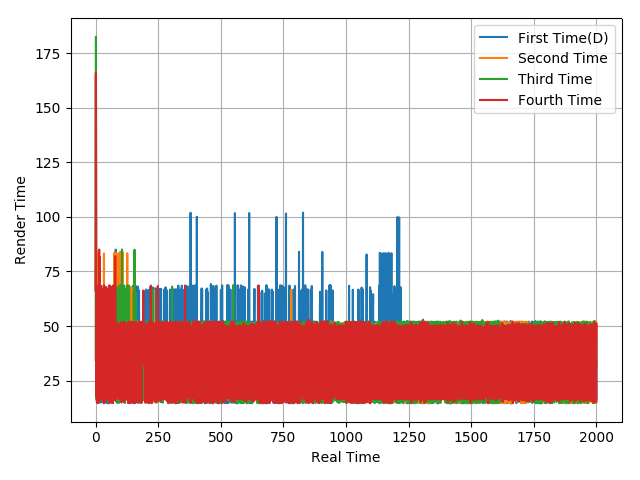 First Time(D)
Second Time
Third Time
Fourth Time
Render Time
175
150
125
100
75
50
25
0 250 500 750 1000 1250 1500 1750 2000
Real Time